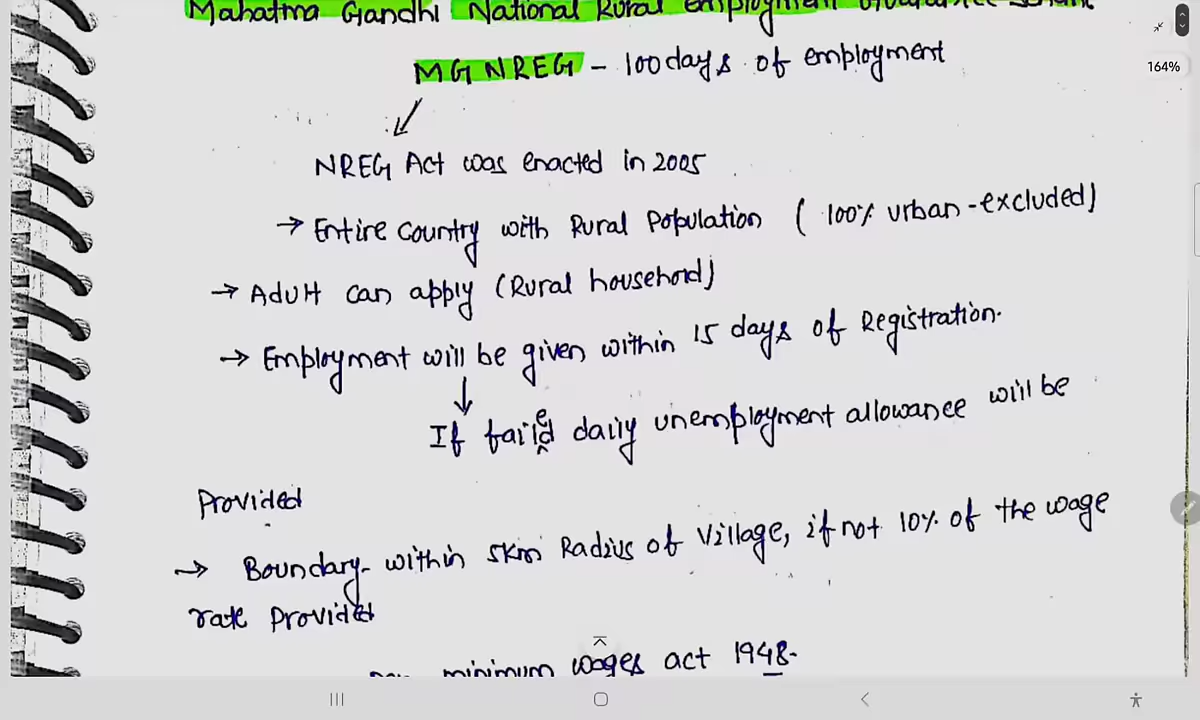 Mahatma Gandhi National Rural Employment
MGNREG - 100days of employment
164%
NREG Act was enacted in 2005
→ Entire country with Rural Population ( 100% urban-excluded)
→ Adult can apply (Rural household)
→ Employment will be given within 15 days of Registration.
If failed daily unemployment allowance will be
Provided
→ Boundary- within 5km Radius of village, if not 10% of the wage
rate Provided
minimum wages act 1948-